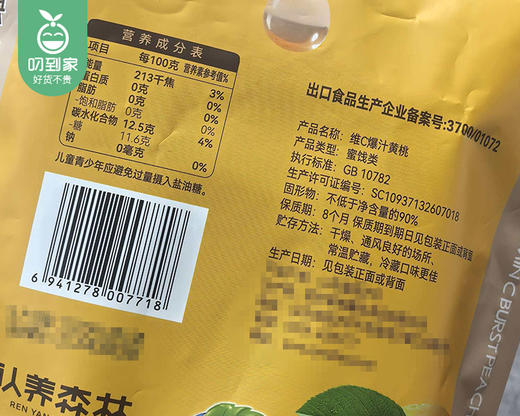 叨到家
好货不贵
营养成分表
项目 每100克 营养素参考值%
能量 213千焦 3%
蛋白质 0克 0%
脂肪 0克 0%
-饱和脂肪 0克
碳水化合物 12.5克 4%
-糖 11.6克
钠 0毫克 0%
儿童青少年应避免过量摄入盐油糖。
6 941278 007718
出口食品生产企业备案号:3700/01072
产品名称: 维C爆汁黄桃
产品类型: 蜜饯类
执行标准: GB 10782
生产许可证编号: SC10937132607018
固形物: 不低于净含量的90%
保质期: 8个月 保质期到期日见包装正面或背面
贮存方法: 干燥、通风良好的场所、
常温贮藏,冷藏口味更佳
生产日期: 见包装正面或背面
认养森林
REN YAN
MIN C BURST PEACH